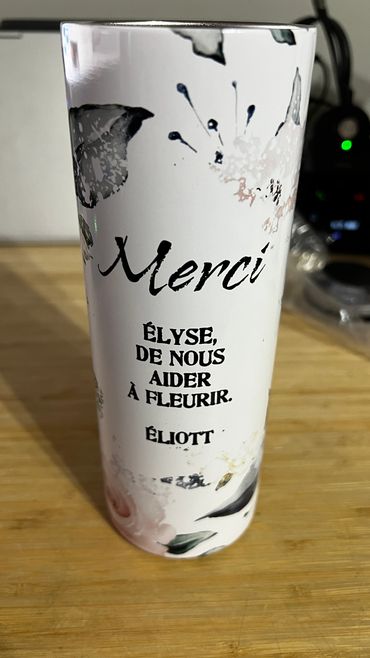 Merci
ÉLYSE,
DE NOUS
AIDER
À FLEURIR.
ÉLIOTT